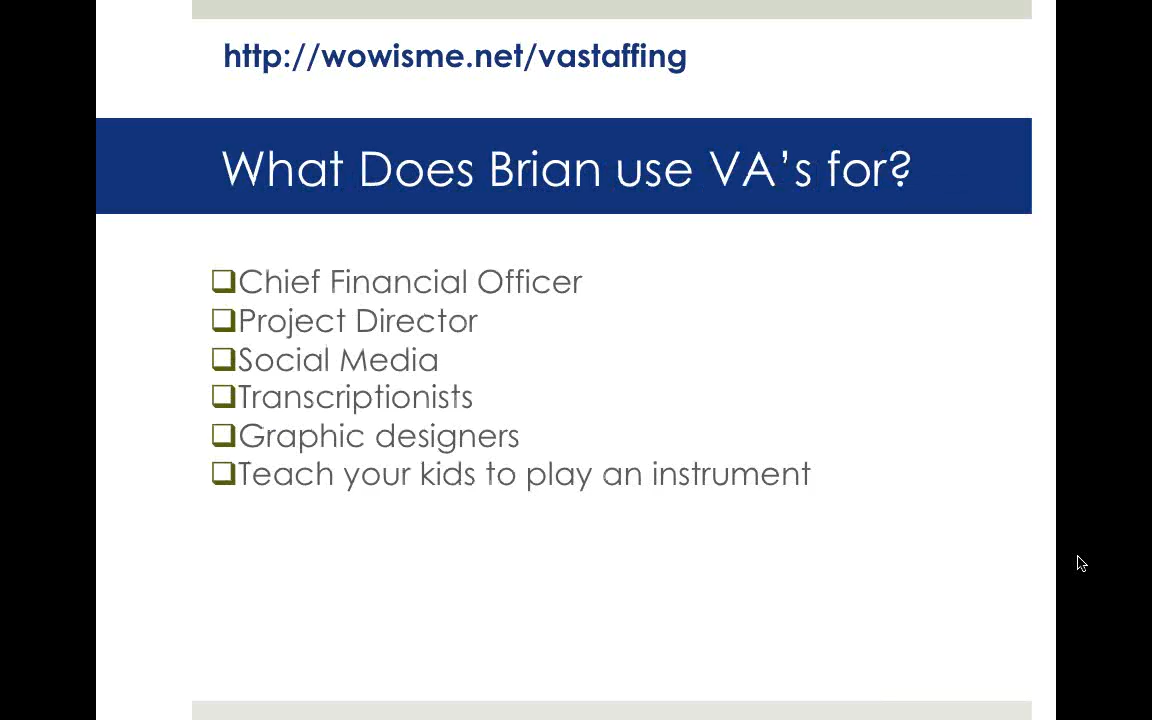 http://wowisme.net/vastaffing
What Does Brian use VA’s for?
❑Chief Financial Officer
❑Project Director
❑Social Media
❑Transcriptionists
❑Graphic designers
❑Teach your kids to play an instrument